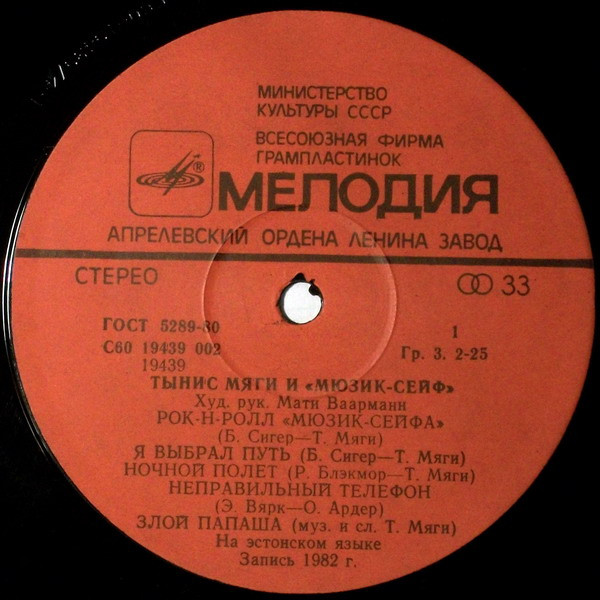 МИНИСТЕРСТВО
КУЛЬТУРЫ СССР
ВСЕСОЮЗНАЯ ФИРМА
ГРАМПЛАСТИНОК
®
МЕЛОДИЯ
АПРЕЛЕВСКИЙ ОРДЕНА ЛЕНИНА ЗАВОД
СТЕРЕО
33
ГОСТ 5289-80
1
С60 19439 002
Гр. 3. 2-25
19439
ТЫНИС МЯГИ И «МЮЗИК-СЕЙФ»
Худ. рук. Мати Ваарманн
РОК-Н-РОЛЛ «МЮЗИК-СЕЙФА»
(Б. Сигер—Т. Мяги)
Я ВЫБРАЛ ПУТЬ (Б. Сигер—Т. Мяги)
НОЧНОЙ ПОЛЕТ (Р. Блэкмор—Т. Мяги)
НЕПРАВИЛЬНЫЙ ТЕЛЕФОН
(Э. Вярк—О. Ардер)
ЗЛОЙ ПАПАША (муз. и сл. Т. Мяги)
На эстонском языке
Запись 1982 г.